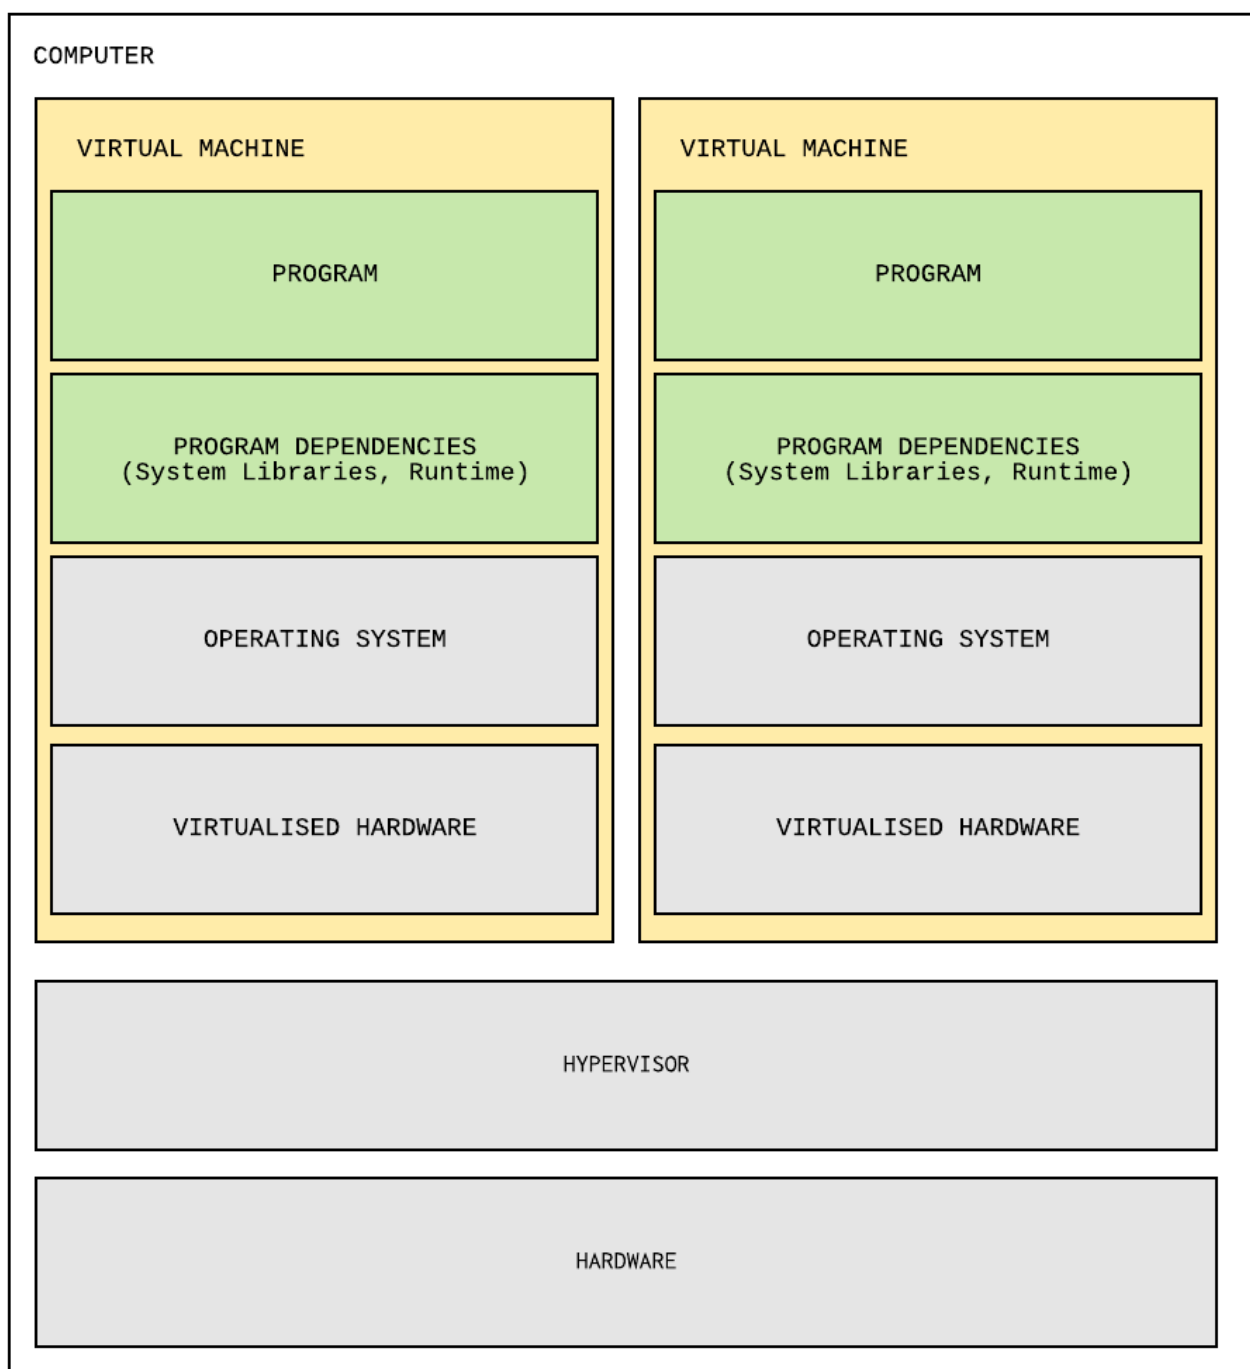 COMPUTER
VIRTUAL MACHINE
PROGRAM
PROGRAM DEPENDENCIES
(System Libraries, Runtime)
OPERATING SYSTEM
VIRTUALISED HARDWARE
VIRTUAL MACHINE
PROGRAM
PROGRAM DEPENDENCIES
(System Libraries, Runtime)
OPERATING SYSTEM
VIRTUALISED HARDWARE
HYPERVISOR
HARDWARE